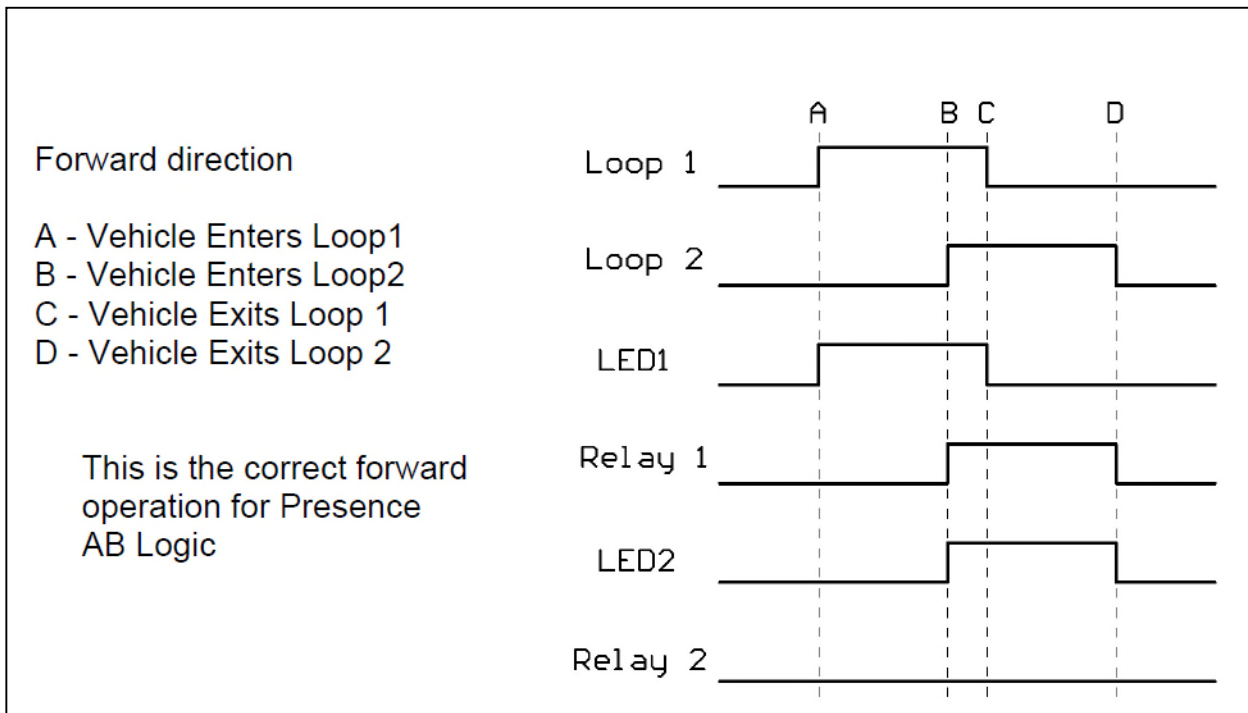 Forward direction
A - Vehicle Enters Loop1
B - Vehicle Enters Loop2
C - Vehicle Exits Loop 1
D - Vehicle Exits Loop 2
This is the correct forward
operation for Presence
AB Logic
A B C D
Loop 1
Loop 2
LED1
Relay 1
LED2
Relay 2